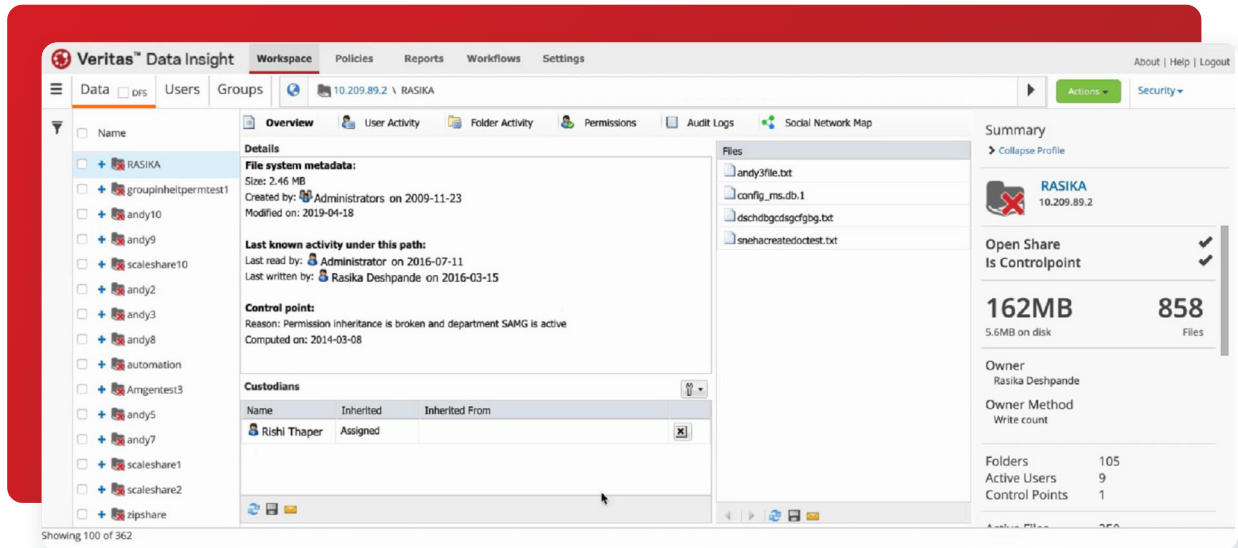 Veritas™ Data Insight
Workspace Policies Reports Workflows Settings
About | Help | Logout
Data DFS Users Groups
10.209.89.2 \ RASIKA
Actions
Security
Name
RASIKA
groupinheitpermtest1
andy10
andy9
scaleshare10
andy2
andy3
andy8
automation
Amgentest3
andy5
andy7
scaleshare1
scaleshare2
zipshare
Showing 100 of 362
Overview User Activity Folder Activity Permissions Audit Logs Social Network Map
Details
File system metadata:
Size: 2.46 MB
Created by: Administrators on 2009-11-23
Modified on: 2019-04-18
Last known activity under this path:
Last read by: Administrator on 2016-07-11
Last written by: Rasika Deshpande on 2016-03-15
Control point:
Reason: Permission inheritance is broken and department SAMG is active
Computed on: 2014-03-08
Custodians
Name Inherited Inherited From
Rishi Thaper Assigned
Files
andy3file.txt
config_ms.db.1
dschdbgcdsgcfgbg.txt
snehacreatedoctest.txt
Summary
Collapse Profile
RASIKA
10.209.89.2
Open Share
Is Controlpoint
162MB 858
5.6MB on disk Files
Owner
Rasika Deshpande
Owner Method
Write count
Folders 105
Active Users 9
Control Points 1